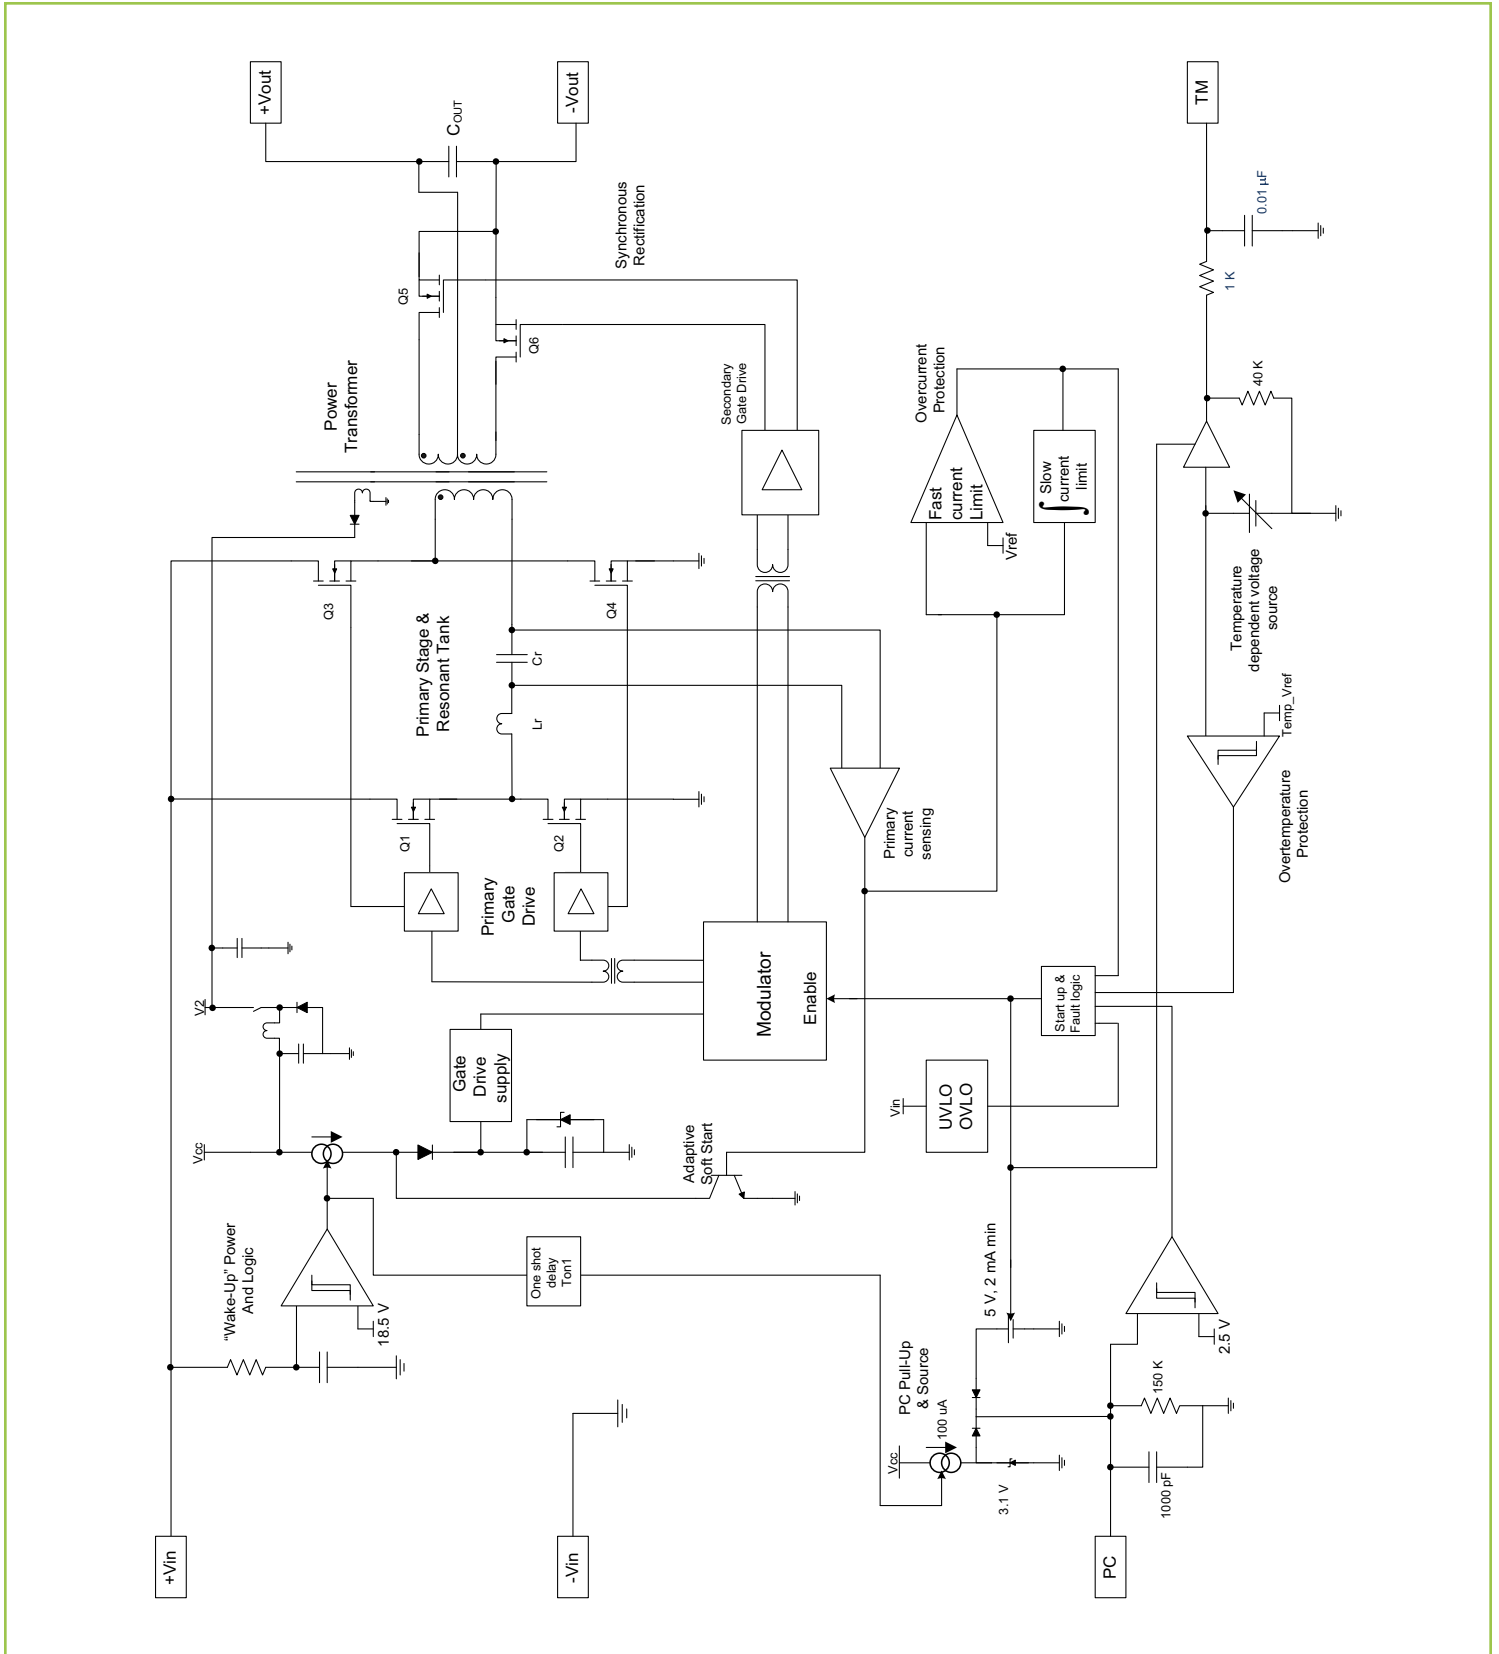 +Vin
-Vin
PC
"Wake-Up" Power
And Logic
18.5 V
Vcc
V2
One shot
delay
Ton1
PC Pull-Up
& Source
100 uA
Vcc
3.1 V
5 V, 2 mA min
1000 pF
150 K
2.5 V
Gate
Drive
supply
Adaptive
Soft Start
Vin
UVLO
OVLO
Start up &
Fault logic
Modulator
Enable
Primary
Gate
Drive
Q1
Q2
Q3
Q4
Primary Stage &
Resonant Tank
Lr
Cr
Primary
current
sensing
Power
Transformer
Secondary
Gate Drive
Q5
Q6
Synchronous
Rectification
COUT
+Vout
-Vout
Overcurrent
Protection
Fast
current
Limit
Vref
Slow
current
limit
Overtemperature
Protection
Temp_Vref
Temperature
dependent voltage
source
40 K
1 K
0.01 μF
TM